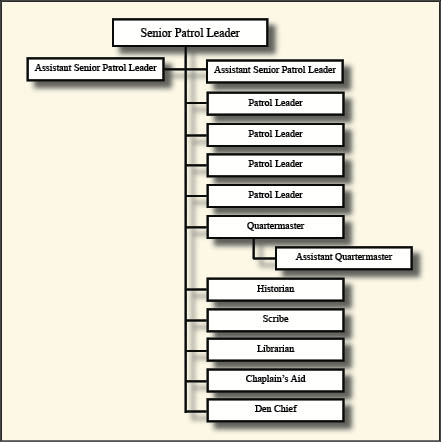 Senior Patrol Leader
Assistant Senior Patrol Leader
Assistant Senior Patrol Leader
Patrol Leader
Patrol Leader
Patrol Leader
Patrol Leader
Quartermaster
Assistant Quartermaster
Historian
Scribe
Librarian
Chaplain's Aid
Den Chief